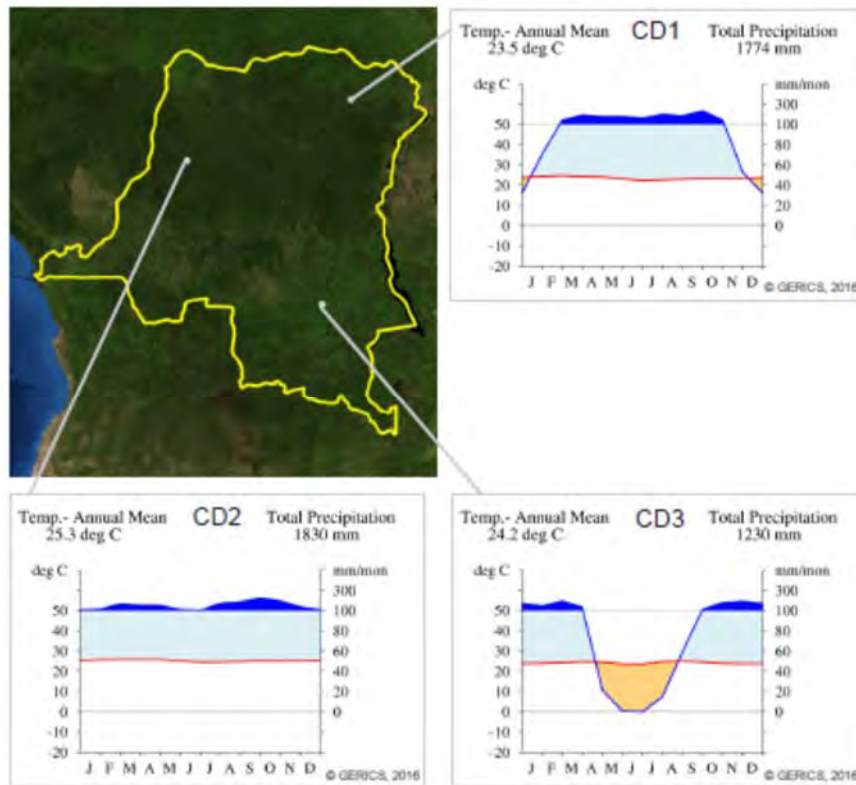 Temp.- Annual Mean CD1 Total Precipitation
23.5 deg C 1774 mm
deg C mm/mon
50 300
40 100
30 80
20 60
10 40
0 20
-10 0
-20
J F M A M J J A S O N D
© GERICS, 2016
Temp.- Annual Mean CD2 Total Precipitation
25.3 deg C 1830 mm
deg C mm/mon
50 300
40 100
30 80
20 60
10 40
0 20
-10 0
-20
J F M A M J J A S O N D
© GERICS, 2016
Temp.- Annual Mean CD3 Total Precipitation
24.2 deg C 1230 mm
deg C mm/mon
50 300
40 100
30 80
20 60
10 40
0 20
-10 0
-20
J F M A M J J A S O N D
© GERICS, 2016